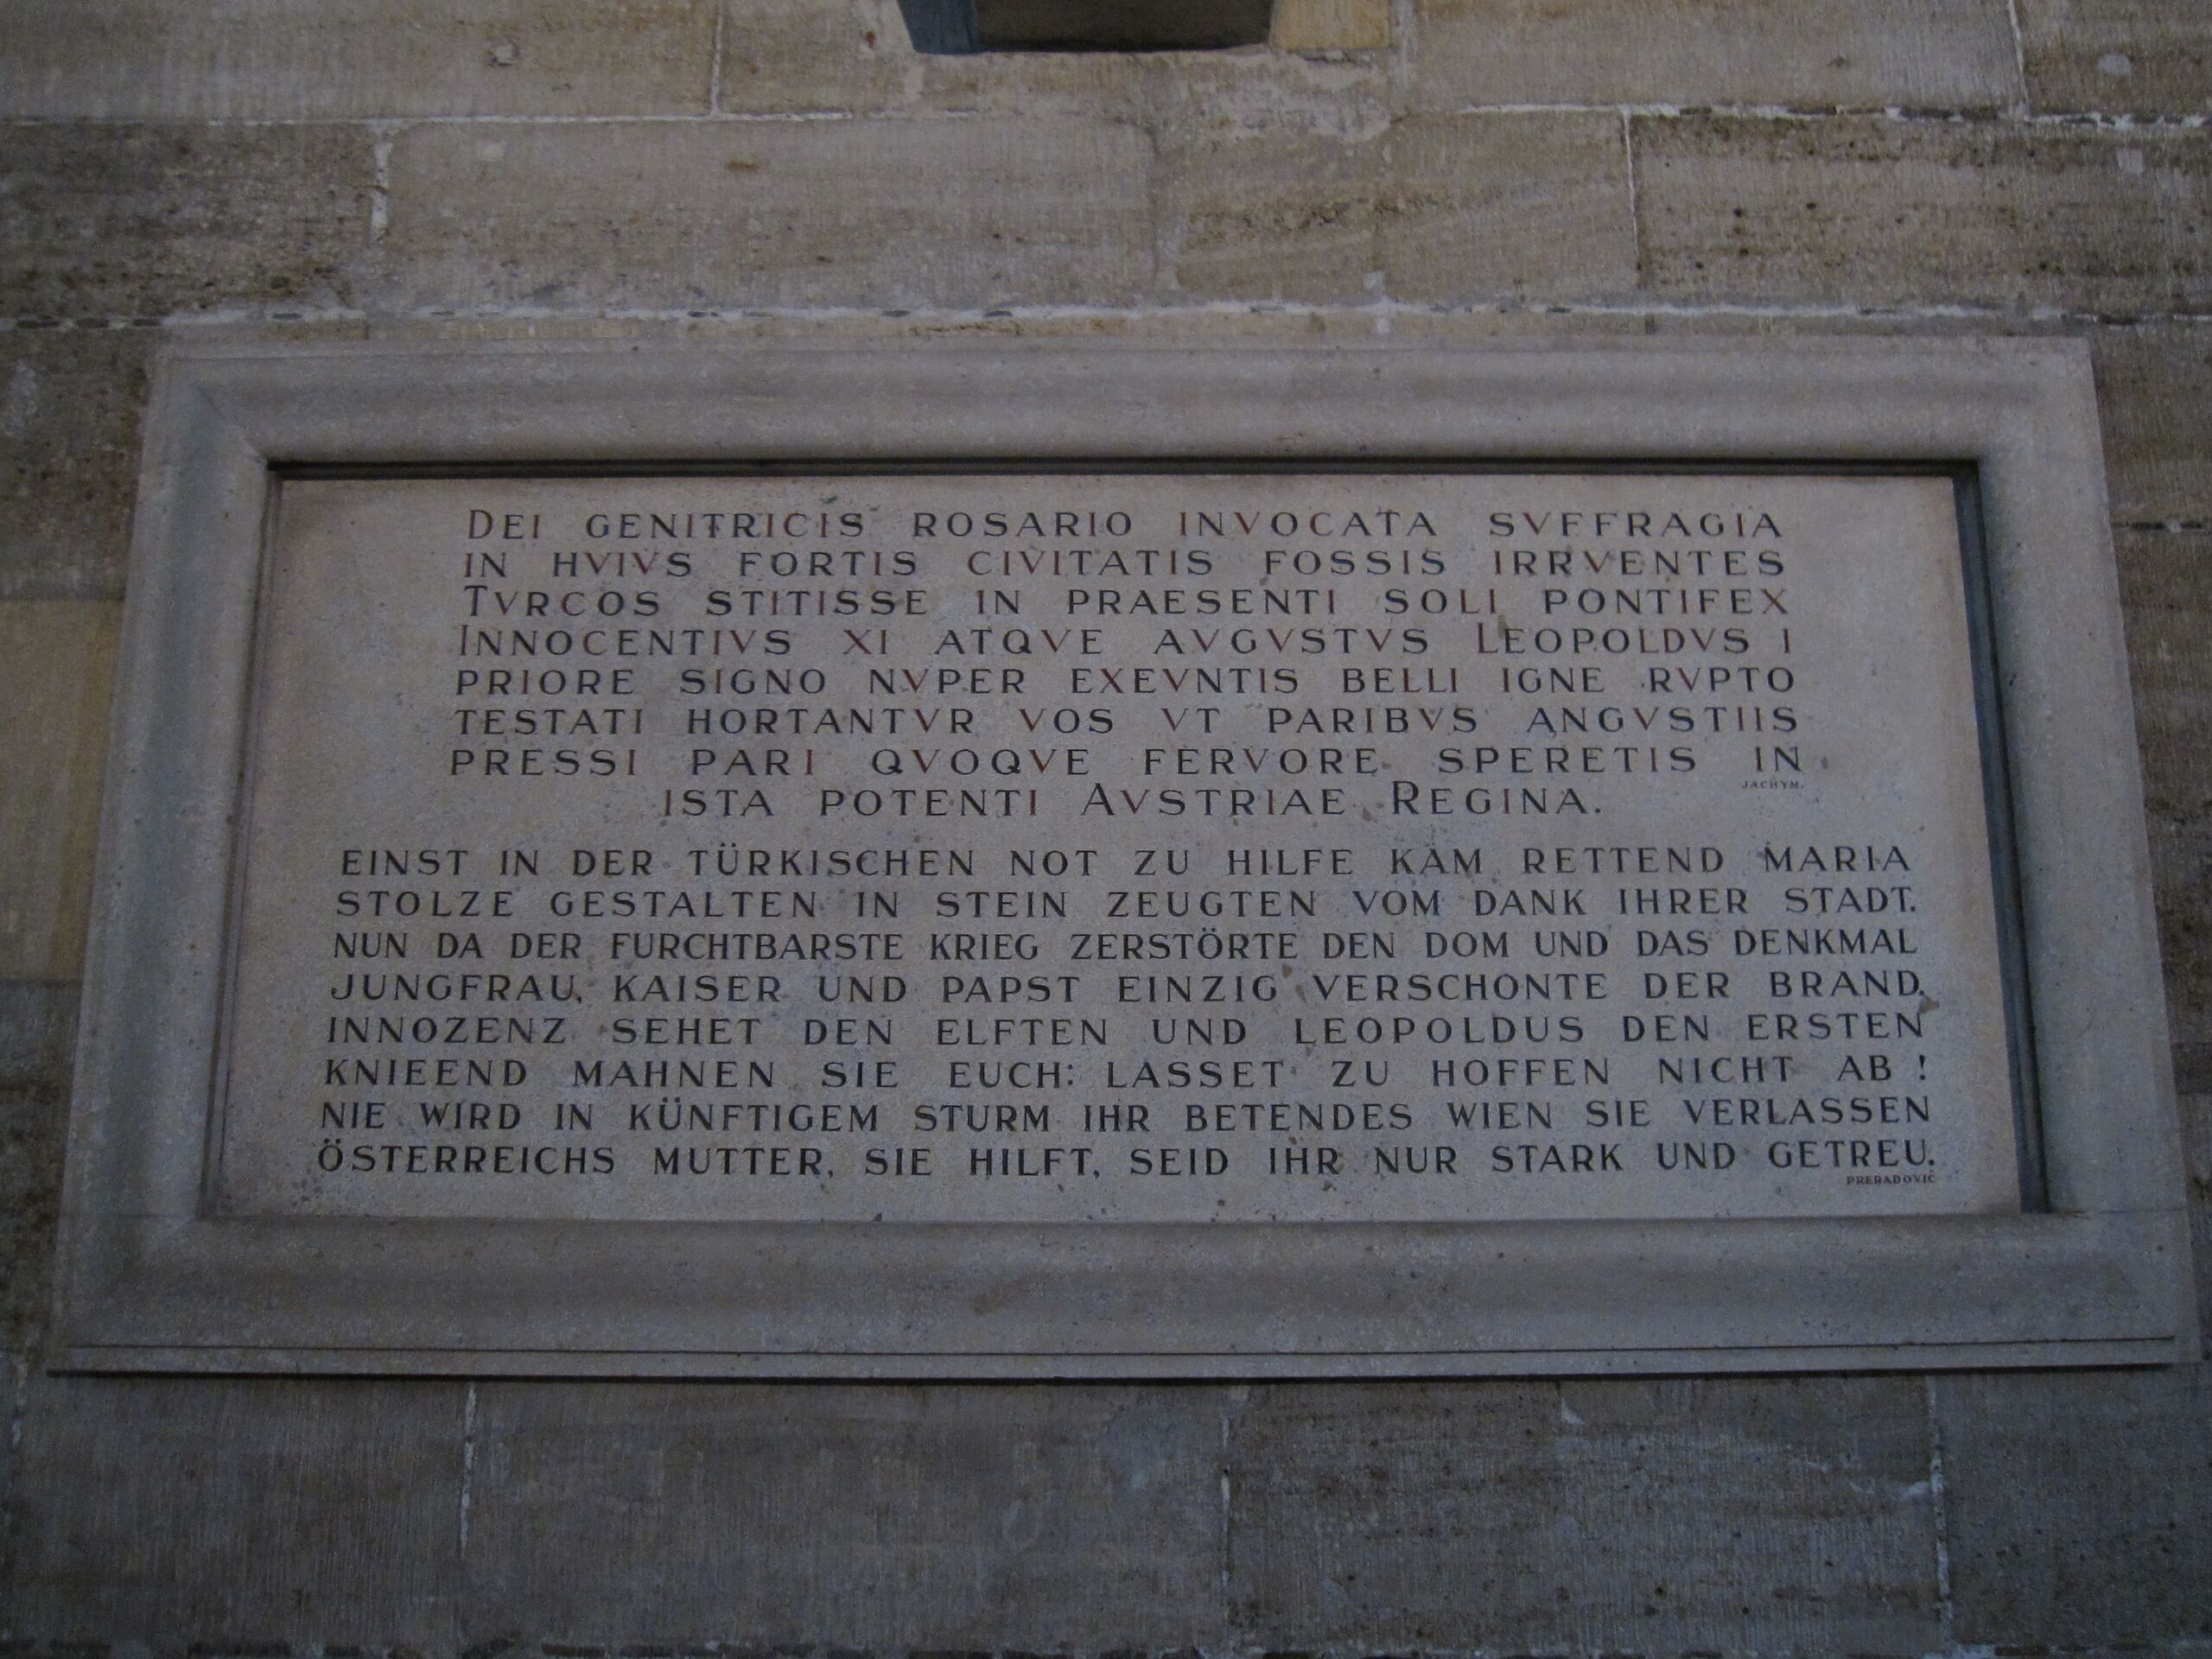 DEI GENITRICIS ROSARIO INVOCATA SVFFRAGIA
IN HVIVS FORTIS CIVITATIS FOSSIS IRRVENTES
TVRCOS STITISSE IN PRAESENTI SOLI PONTIFEX
INNOCENTIVS XI ATQVE AVGVSTVS LEOPOLDVS I
PRIORE SIGNO NVPER EXEVNTIS BELLI IGNE RVPTO
TESTATI HORTANTVR VOS VT PARIBVS ANGVSTIIS
PRESSI PARI QVOQVE FERVORE SPERETIS IN
JACHYM.
ISTA POTENTI AVSTRIAE REGINA.
EINST IN DER TÜRKISCHEN NOT ZU HILFE KAM RETTEND MARIA
STOLZE GESTALTEN IN STEIN ZEUGTEN VOM DANK IHRER STADT.
NUN DA DER FURCHTBARSTE KRIEG ZERSTÖRTE DEN DOM UND DAS DENKMAL
JUNGFRAU, KAISER UND PAPST EINZIG VERSCHONTE DER BRAND.
INNOZENZ SEHET DEN ELFTEN UND LEOPOLDUS DEN ERSTEN
KNIEEND MAHNEN SIE EUCH: LASSET ZU HOFFEN NICHT AB !
NIE WIRD IN KÜNFTIGEM STURM IHR BETENDES WIEN SIE VERLASSEN
ÖSTERREICHS MUTTER, SIE HILFT, SEID IHR NUR STARK UND GETREU.
PRERADOVIĆ